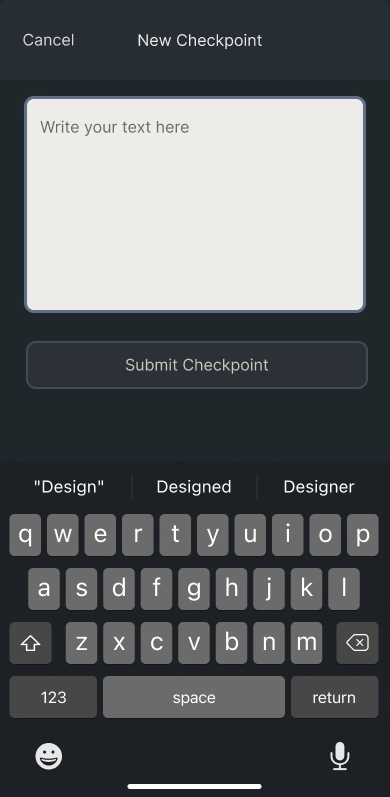 Cancel New Checkpoint
Write your text here
Submit Checkpoint
"Design" Designed Designer
q w e r t y u i o p
a s d f g h j k l
z x c v b n m
123 space return